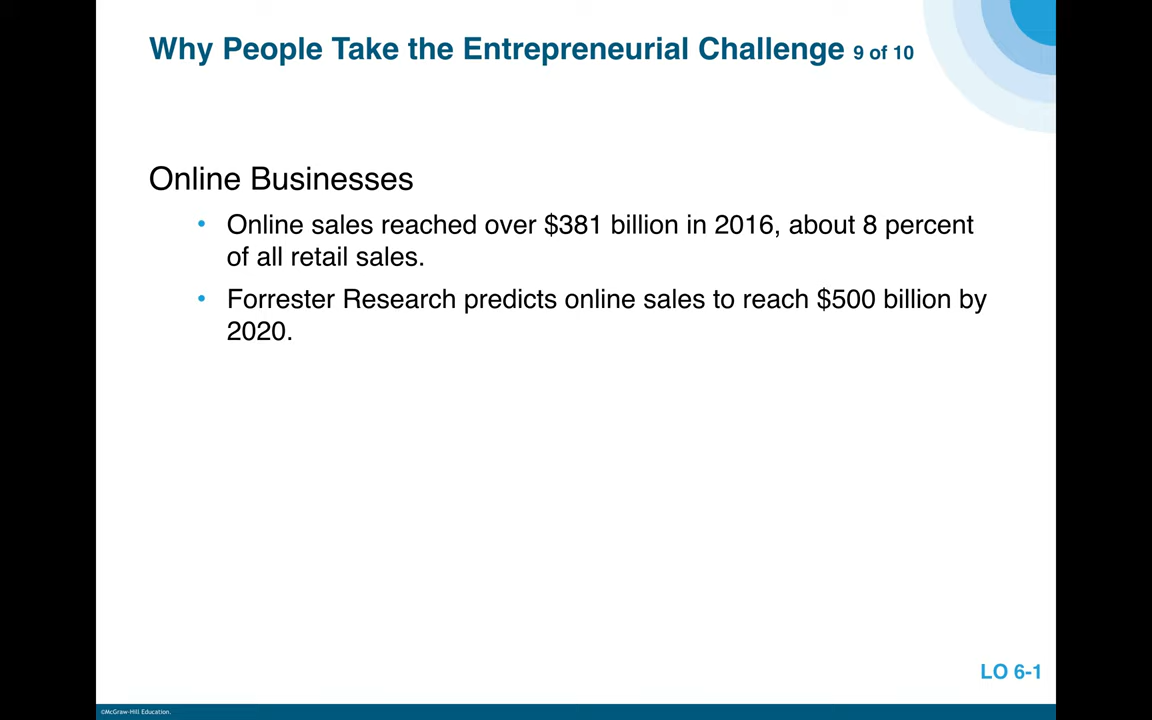 Why People Take the Entrepreneurial Challenge 9 of 10
Online Businesses
• Online sales reached over $381 billion in 2016, about 8 percent
of all retail sales.
• Forrester Research predicts online sales to reach $500 billion by
2020.
LO 6-1
©McGraw-Hill Education.